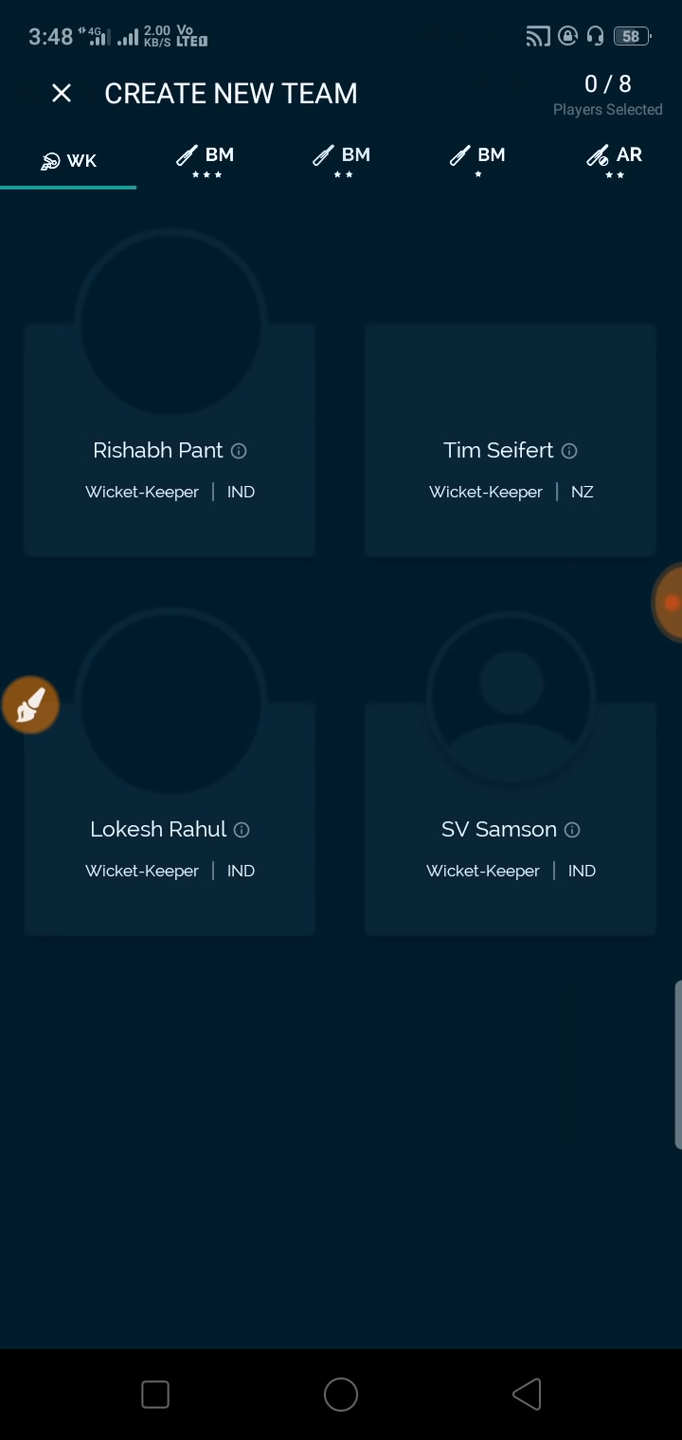 3:48 4G 2.00 KB/S Vo LTE1 58
CREATE NEW TEAM
0 / 8
Players Selected
WK
BM
BM
BM
AR
Rishabh Pant
Wicket-Keeper | IND
Tim Seifert
Wicket-Keeper | NZ
Lokesh Rahul
Wicket-Keeper | IND
SV Samson
Wicket-Keeper | IND